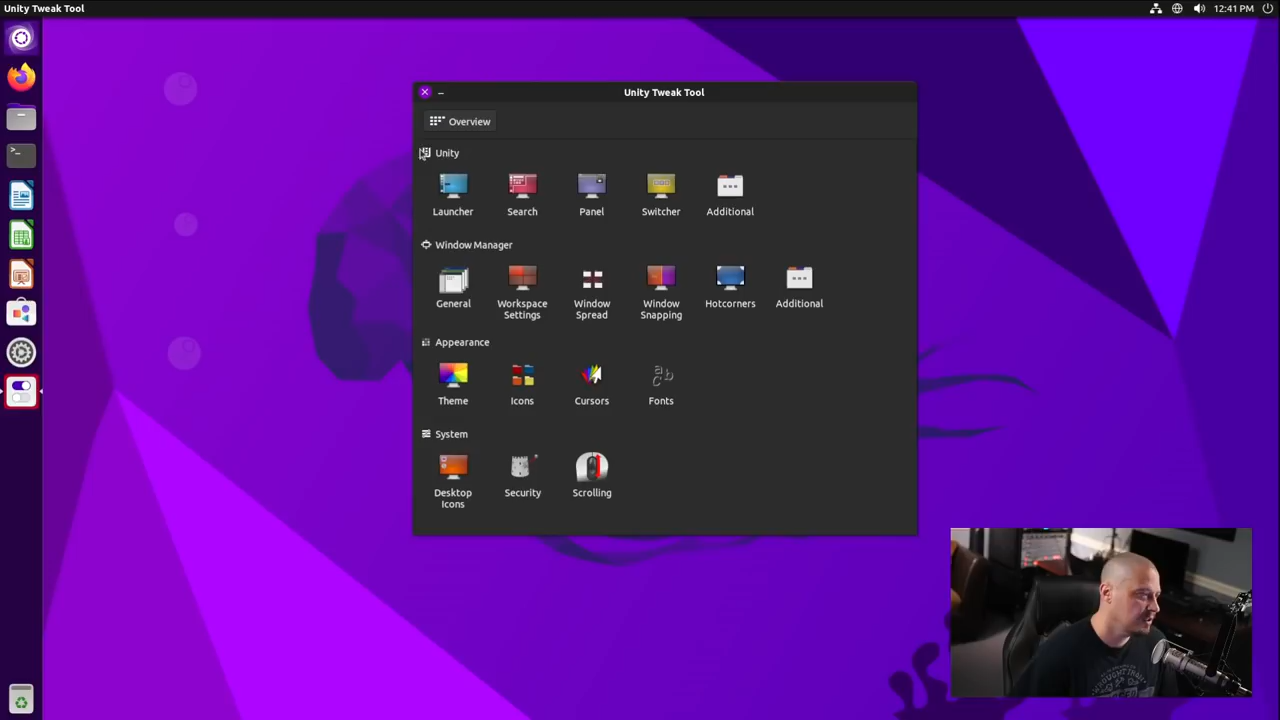 Unity Tweak Tool
12:41 PM
Unity Tweak Tool
Overview
Unity
Launcher
Search
Panel
Switcher
Additional
Window Manager
General
Workspace
Settings
Window
Spread
Window
Snapping
Hotcorners
Additional
Appearance
Theme
Icons
Cursors
Fonts
System
Desktop
Icons
Security
Scrolling